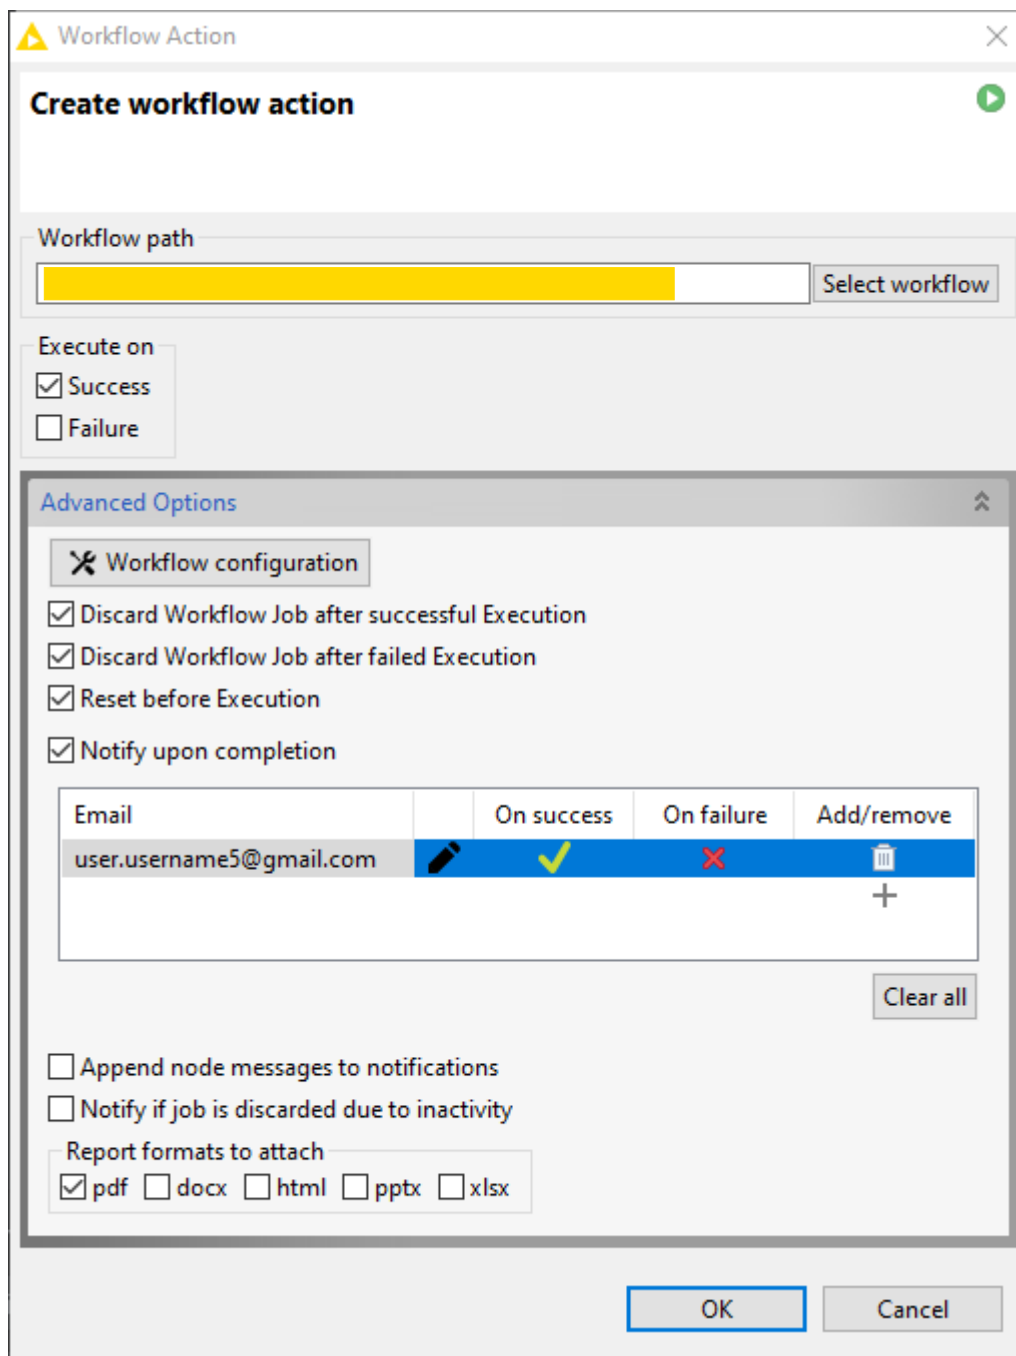 Workflow Action
Create workflow action
Workflow path
Select workflow
Execute on
Success
Failure
Advanced Options
Workflow configuration
Discard Workflow Job after successful Execution
Discard Workflow Job after failed Execution
Reset before Execution
Notify upon completion
Email On success On failure Add/remove
user.username5@gmail.com
Clear all
Append node messages to notifications
Notify if job is discarded due to inactivity
Report formats to attach
pdf docx html pptx xlsx
OK Cancel